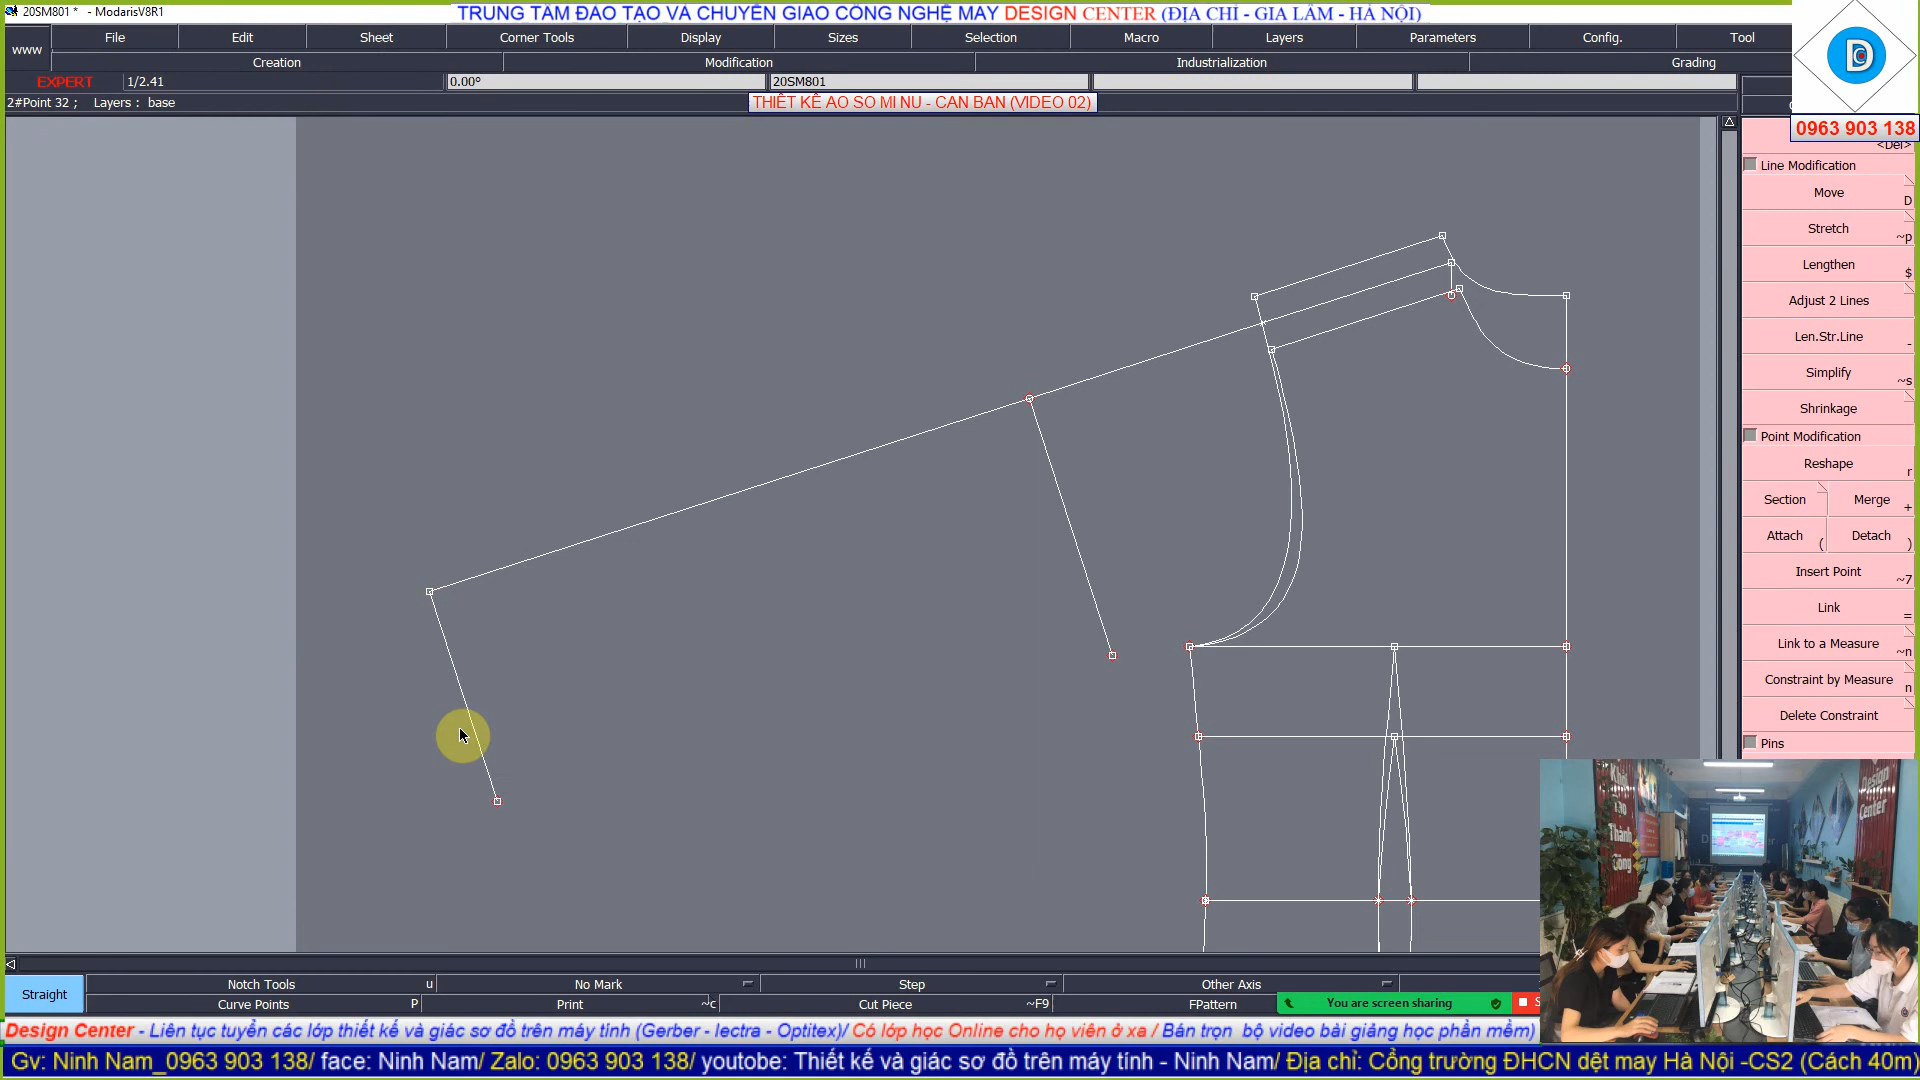 20SM801 * - ModarisV8R1
TRUNG TÂM ĐÀO TẠO VÀ CHUYỂN GIAO CÔNG NGHỆ MAY DESIGN CENTER (ĐỊA CHỈ - GIA LÂM - HÀ NỘI)
www File Edit Sheet Corner Tools Display Sizes Selection Macro Layers Parameters Config. Tool
Creation Modification Industrialization Grading
EXPERT 1/2.41 0.00° 20SM801
2#Point 32 ; Layers : base
THIẾT KẾ ÁO SƠ MI NỮ - CĂN BẢN (VIDEO 02)
0963 903 138
<Del>
Line Modification
Move D
Stretch ~p
Lengthen $
Adjust 2 Lines
Len.Str.Line -
Simplify ~s
Shrinkage
Point Modification
Reshape r
Section Merge +
Attach ( Detach )
Insert Point ~7
Link =
Link to a Measure ~n
Constraint by Measure n
Delete Constraint
Pins
Khởi
Tạo
Thành
Công
Design
Center
Straight
Notch Tools u No Mark Step Other Axis
Curve Points P Print ~c Cut Piece ~F9 FPattern
You are screen sharing S
Design Center - Liên tục tuyển các lớp thiết kế và giác sơ đồ trên máy tính (Gerber - lectra - Optitex)/ Có lớp học Online cho họ viên ở xa / Bán trọn bộ video bài giảng học phần mềm)
Gv: Ninh Nam_0963 903 138/ face: Ninh Nam/ Zalo: 0963 903 138/ youtobe: Thiết kế và giác sơ đồ trên máy tính - Ninh Nam/ Địa chỉ: Cổng trường ĐHCN dệt may Hà Nội -CS2 (Cách 40m)